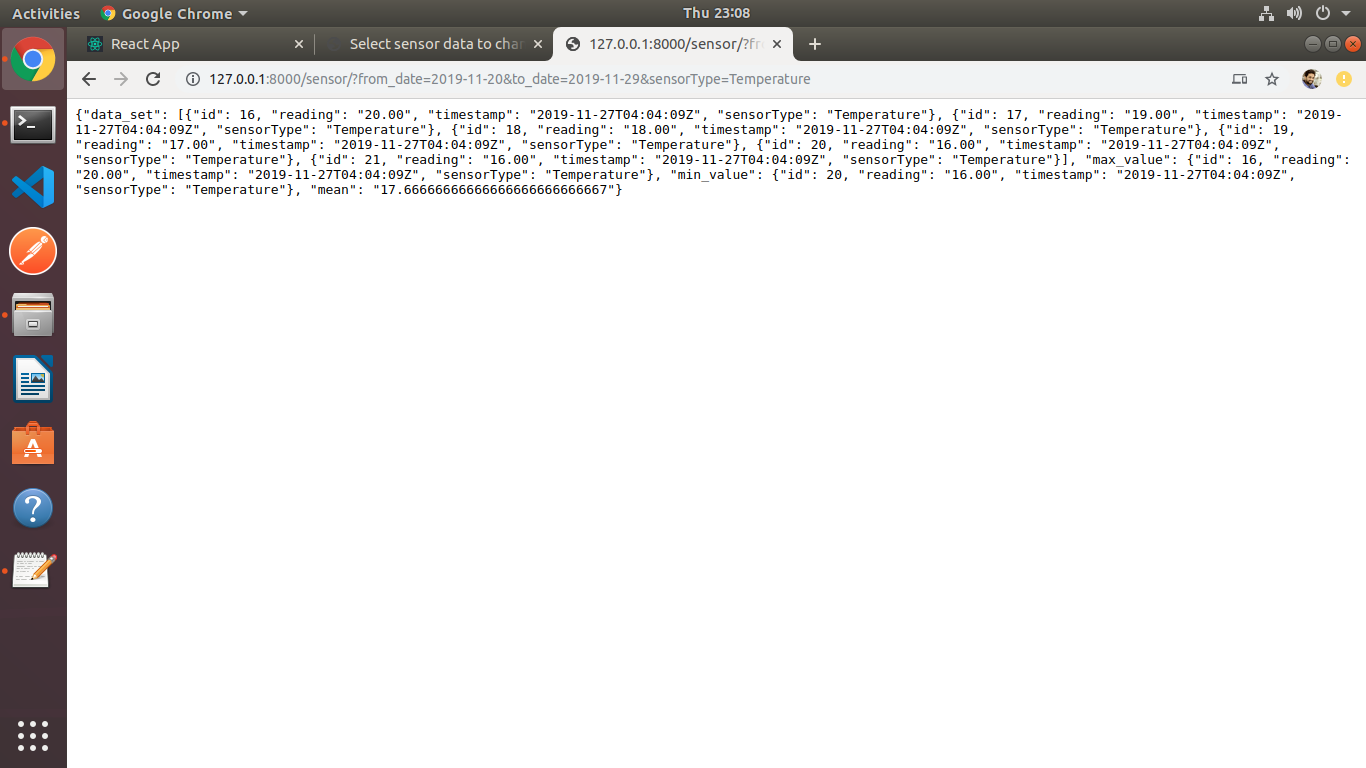 Activities
Google Chrome
Thu 23:08
React App
Select sensor data to cha
127.0.0.1:8000/sensor/?fr
127.0.0.1:8000/sensor/?from_date=2019-11-20&to_date=2019-11-29&sensorType=Temperature
{"data_set": [{"id": 16, "reading": "20.00", "timestamp": "2019-11-27T04:04:09Z", "sensorType": "Temperature"}, {"id": 17, "reading": "19.00", "timestamp": "2019-
11-27T04:04:09Z", "sensorType": "Temperature"}, {"id": 18, "reading": "18.00", "timestamp": "2019-11-27T04:04:09Z", "sensorType": "Temperature"}, {"id": 19,
"reading": "17.00", "timestamp": "2019-11-27T04:04:09Z", "sensorType": "Temperature"}, {"id": 20, "reading": "16.00", "timestamp": "2019-11-27T04:04:09Z",
"sensorType": "Temperature"}, {"id": 21, "reading": "16.00", "timestamp": "2019-11-27T04:04:09Z", "sensorType": "Temperature"}], "max_value": {"id": 16, "reading":
"20.00", "timestamp": "2019-11-27T04:04:09Z", "sensorType": "Temperature"}, "min_value": {"id": 20, "reading": "16.00", "timestamp": "2019-11-27T04:04:09Z",
"sensorType": "Temperature"}, "mean": "17.66666666666666666666666667"}